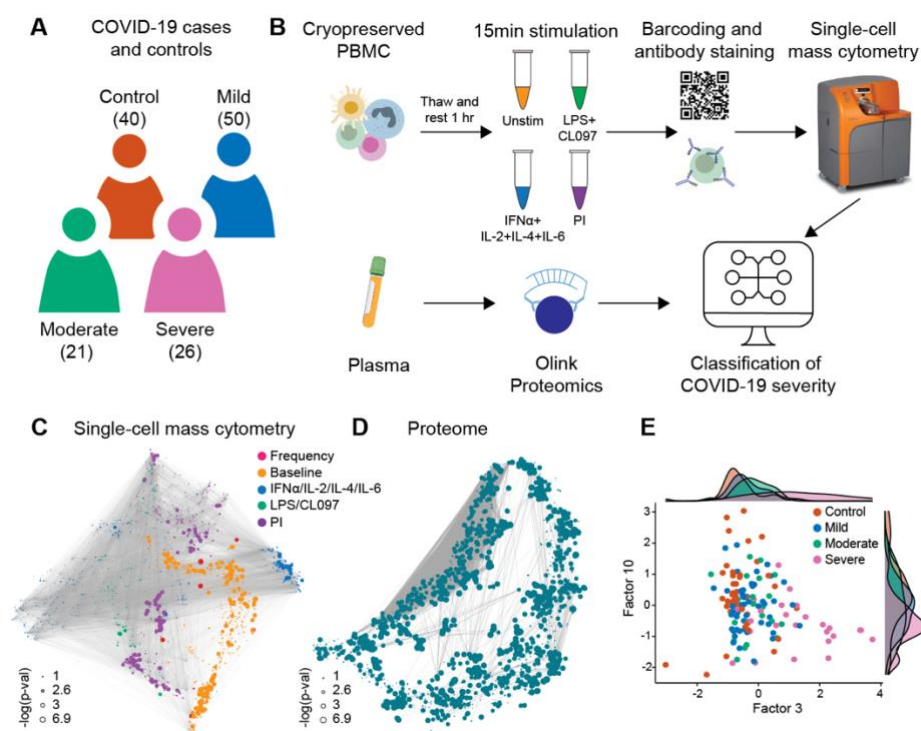 A
COVID-19 cases
and controls
Control
(40)
Mild
(50)
Moderate
(21)
Severe
(26)
B
Cryopreserved
PBMC
Thaw and
rest 1 hr
15min stimulation
Unstim
LPS+
CL097
IFNα+
IL-2+IL-4+IL-6
PI
Barcoding and
antibody staining
Single-cell
mass cytometry
Plasma
Olink
Proteomics
Classification of
COVID-19 severity
C
Single-cell mass cytometry
Frequency
Baseline
IFNα/IL-2/IL-4/IL-6
LPS/CL097
PI
-log(p-val)
1
2.6
3
6.9
D
Proteome
-log(p-val)
1
2.6
3
6.9
E
Control
Mild
Moderate
Severe
Factor 10
3
2
1
0
-1
-2
-2
0
2
4
Factor 3